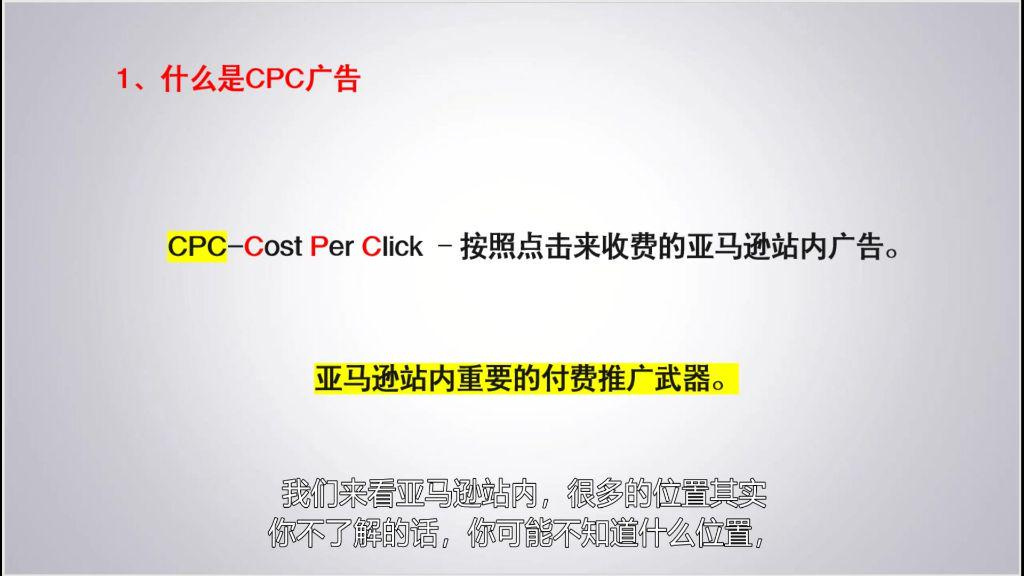 1、什么是CPC广告
CPC-Cost Per Click -按照点击来收费的亚马逊站内广告。
亚马逊站内重要的付费推广武器。
我们来看亚马逊站内，很多的位置其实
你不了解的话，你可能不知道什么位置，